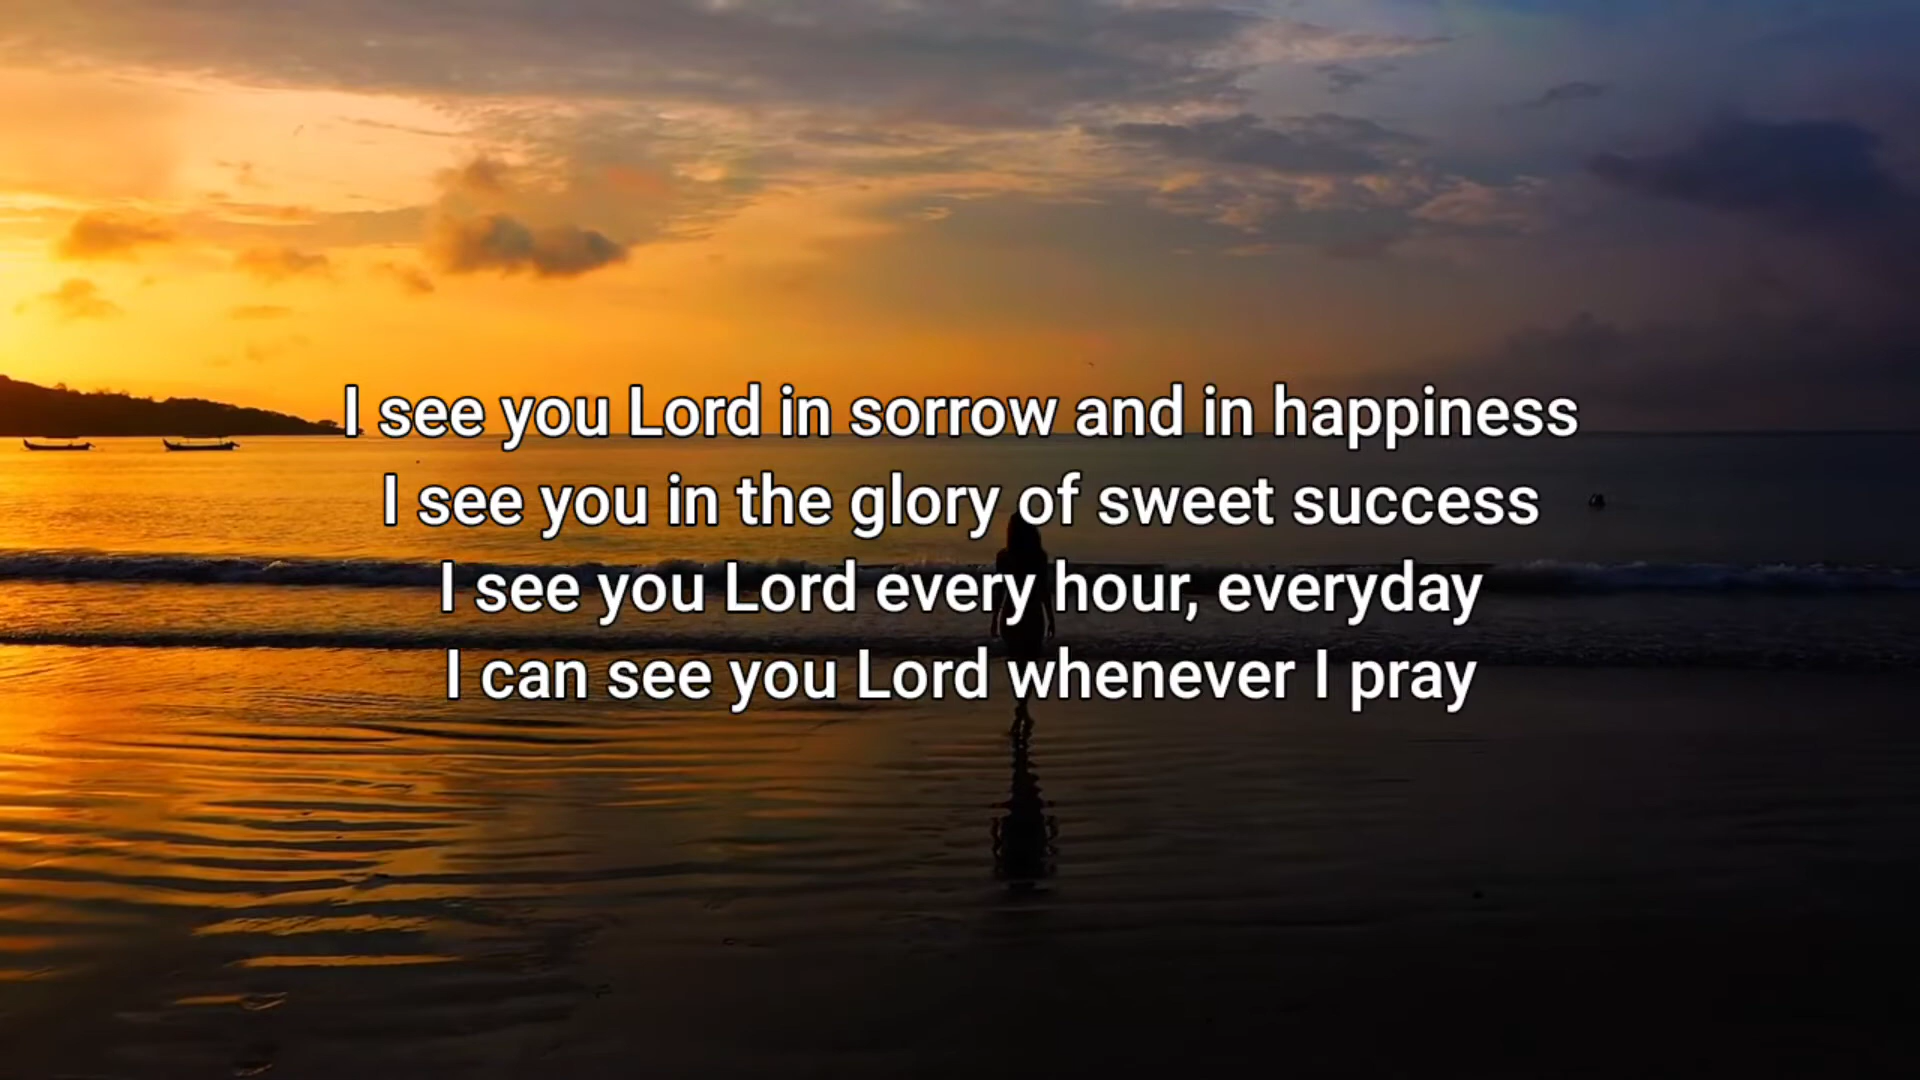 I see you Lord in sorrow and in happiness
I see you in the glory of sweet success
I see you Lord every hour, everyday
I can see you Lord whenever I pray